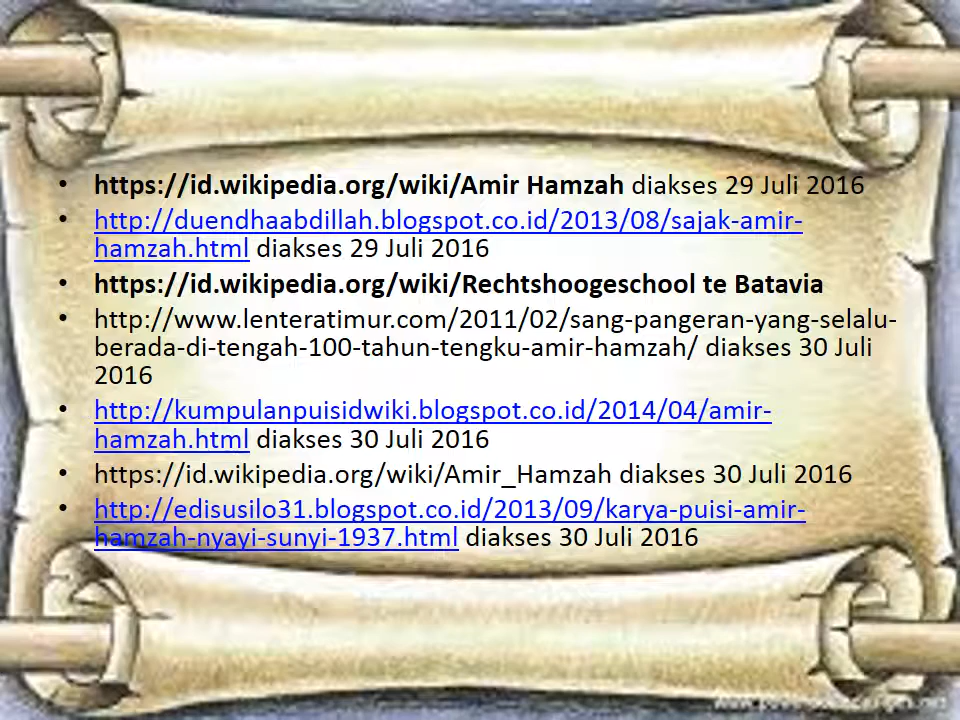 • https://id.wikipedia.org/wiki/Amir Hamzah diakses 29 Juli 2016
• http://duendhaabdillah.blogspot.co.id/2013/08/sajak-amir-
hamzah.html diakses 29 Juli 2016
• https://id.wikipedia.org/wiki/Rechtshoogeschool te Batavia
• http://www.lenteratimur.com/2011/02/sang-pangeran-yang-selalu-
berada-di-tengah-100-tahun-tengku-amir-hamzah/ diakses 30 Juli
2016
• http://kumpulanpuisidwiki.blogspot.co.id/2014/04/amir-
hamzah.html diakses 30 Juli 2016
• https://id.wikipedia.org/wiki/Amir_Hamzah diakses 30 Juli 2016
• http://edisusilo31.blogspot.co.id/2013/09/karya-puisi-amir-
hamzah-nyayi-sunyi-1937.html diakses 30 Juli 2016